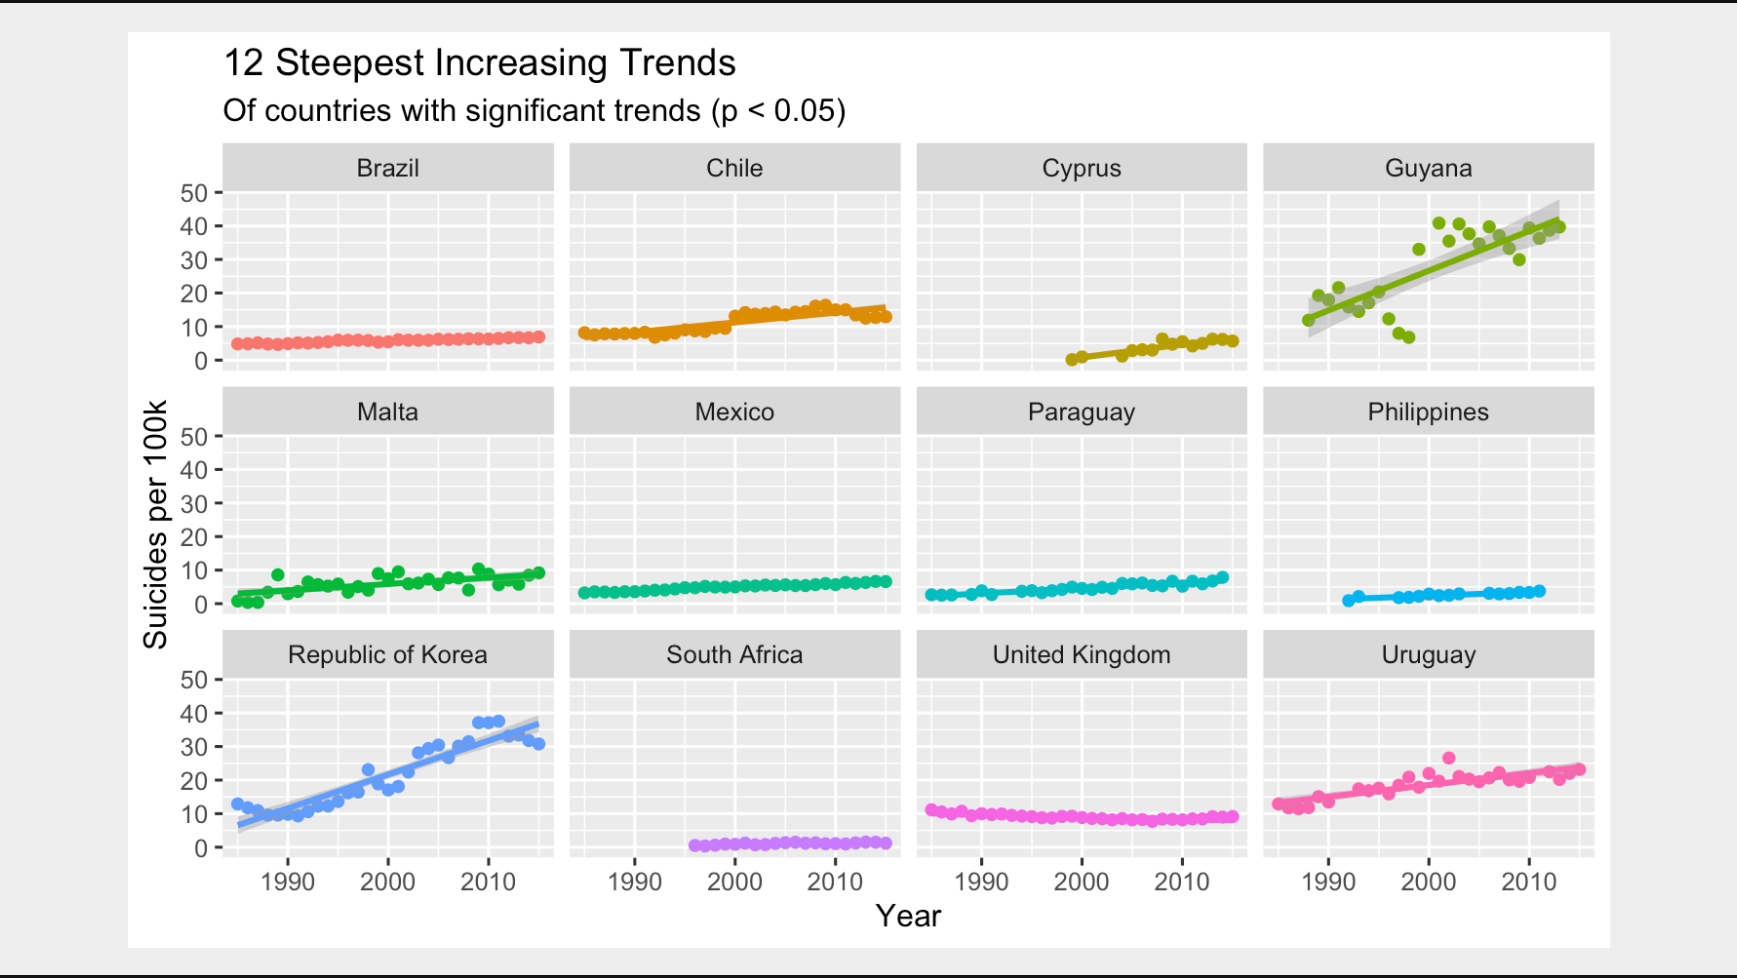 12 Steepest Increasing Trends
Of countries with significant trends (p < 0.05)
Brazil
Chile
Cyprus
Guyana
50
40
30
20
10
0
Malta
Mexico
Paraguay
Philippines
50
40
30
20
10
0
Republic of Korea
South Africa
United Kingdom
Uruguay
50
40
30
20
10
0
1990 2000 2010
1990 2000 2010
1990 2000 2010
1990 2000 2010
Year
Suicides per 100k